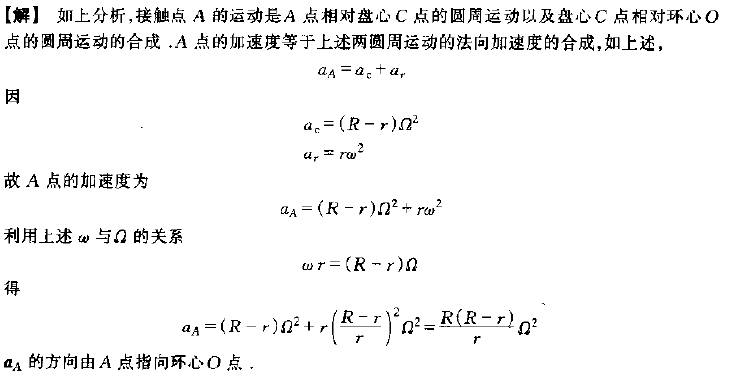 【解】 如上分析,接触点 A 的运动是 A 点相对盘心 C 点的圆周运动以及盘心 C 点相对环心 O
点的圆周运动的合成 .A 点的加速度等于上述两圆周运动的法向加速度的合成,如上述,
a_A = a_c + a_r
因
a_c = (R − r)Ω²
a_r = rω²
故 A 点的加速度为
a_A = (R − r)Ω² + rω²
利用上述 ω 与 Ω 的关系
ω r = (R − r)Ω
得
a_A = (R − r)Ω² + r((R − r)/r)²Ω² = R(R − r)/r Ω²
a_A 的方向由 A 点指向环心 O 点 .